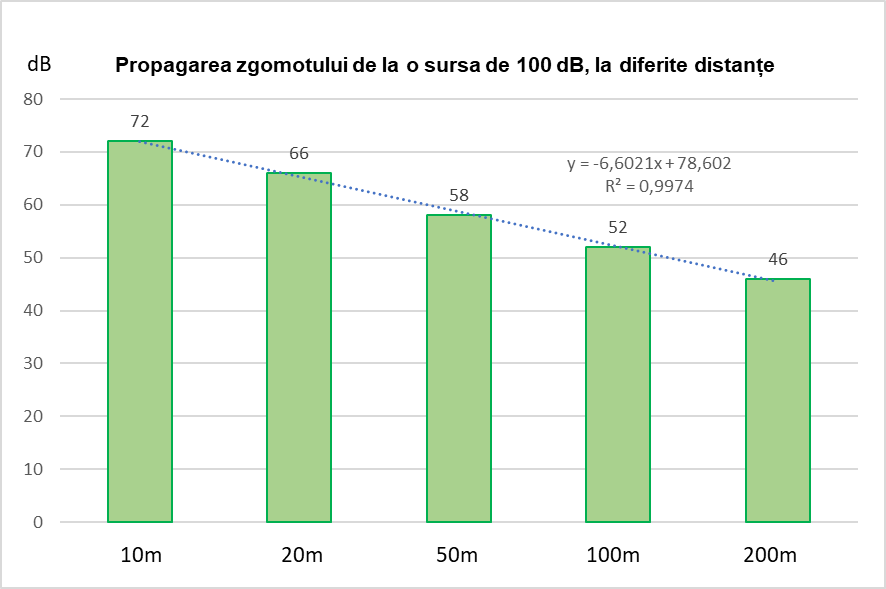 dB
Propagarea zgomotului de la o sursa de 100 dB, la diferite distanțe
80
70
60
50
40
30
20
10
0
72
66
58
52
46
y = -6,6021x + 78,602
R² = 0,9974
10m
20m
50m
100m
200m